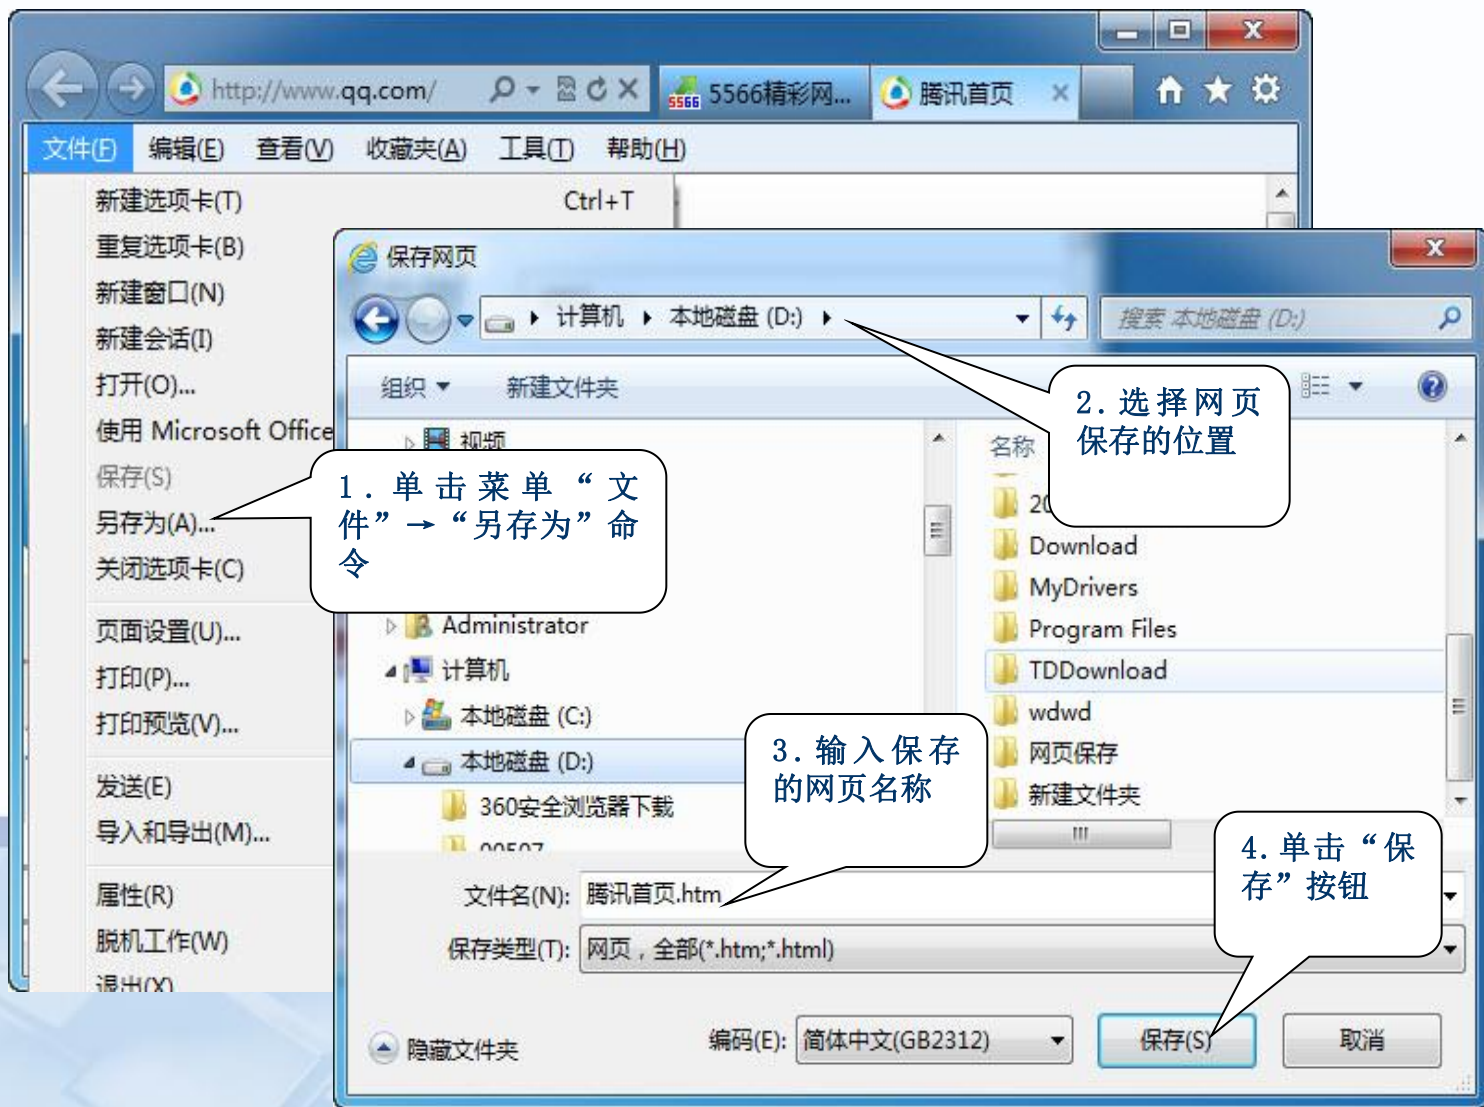 http://www.qq.com/
5566
5566精彩网...
腾讯首页
文件(F) 编辑(E) 查看(V) 收藏夹(A) 工具(T) 帮助(H)
新建选项卡(T) Ctrl+T
重复选项卡(B)
新建窗口(N)
新建会话(I)
打开(O)...
使用 Microsoft Office
保存(S)
另存为(A)...
关闭选项卡(C)
页面设置(U)...
打印(P)...
打印预览(V)...
发送(E)
导入和导出(M)...
属性(R)
脱机工作(W)
退出(X)
1.单击菜单“文
件”→“另存为”命
令
保存网页
计算机 本地磁盘 (D:)
搜索 本地磁盘 (D:)
组织 新建文件夹
2.选择网页
保存的位置
视频
Administrator
计算机
本地磁盘 (C:)
本地磁盘 (D:)
360安全浏览器下载
名称
20
Download
MyDrivers
Program Files
TDDownload
wdwd
网页保存
新建文件夹
3.输入保存
的网页名称
文件名(N): 腾讯首页.htm
保存类型(T): 网页，全部(*.htm;*.html)
4.单击“保
存”按钮
隐藏文件夹
编码(E): 简体中文(GB2312)
保存(S)
取消